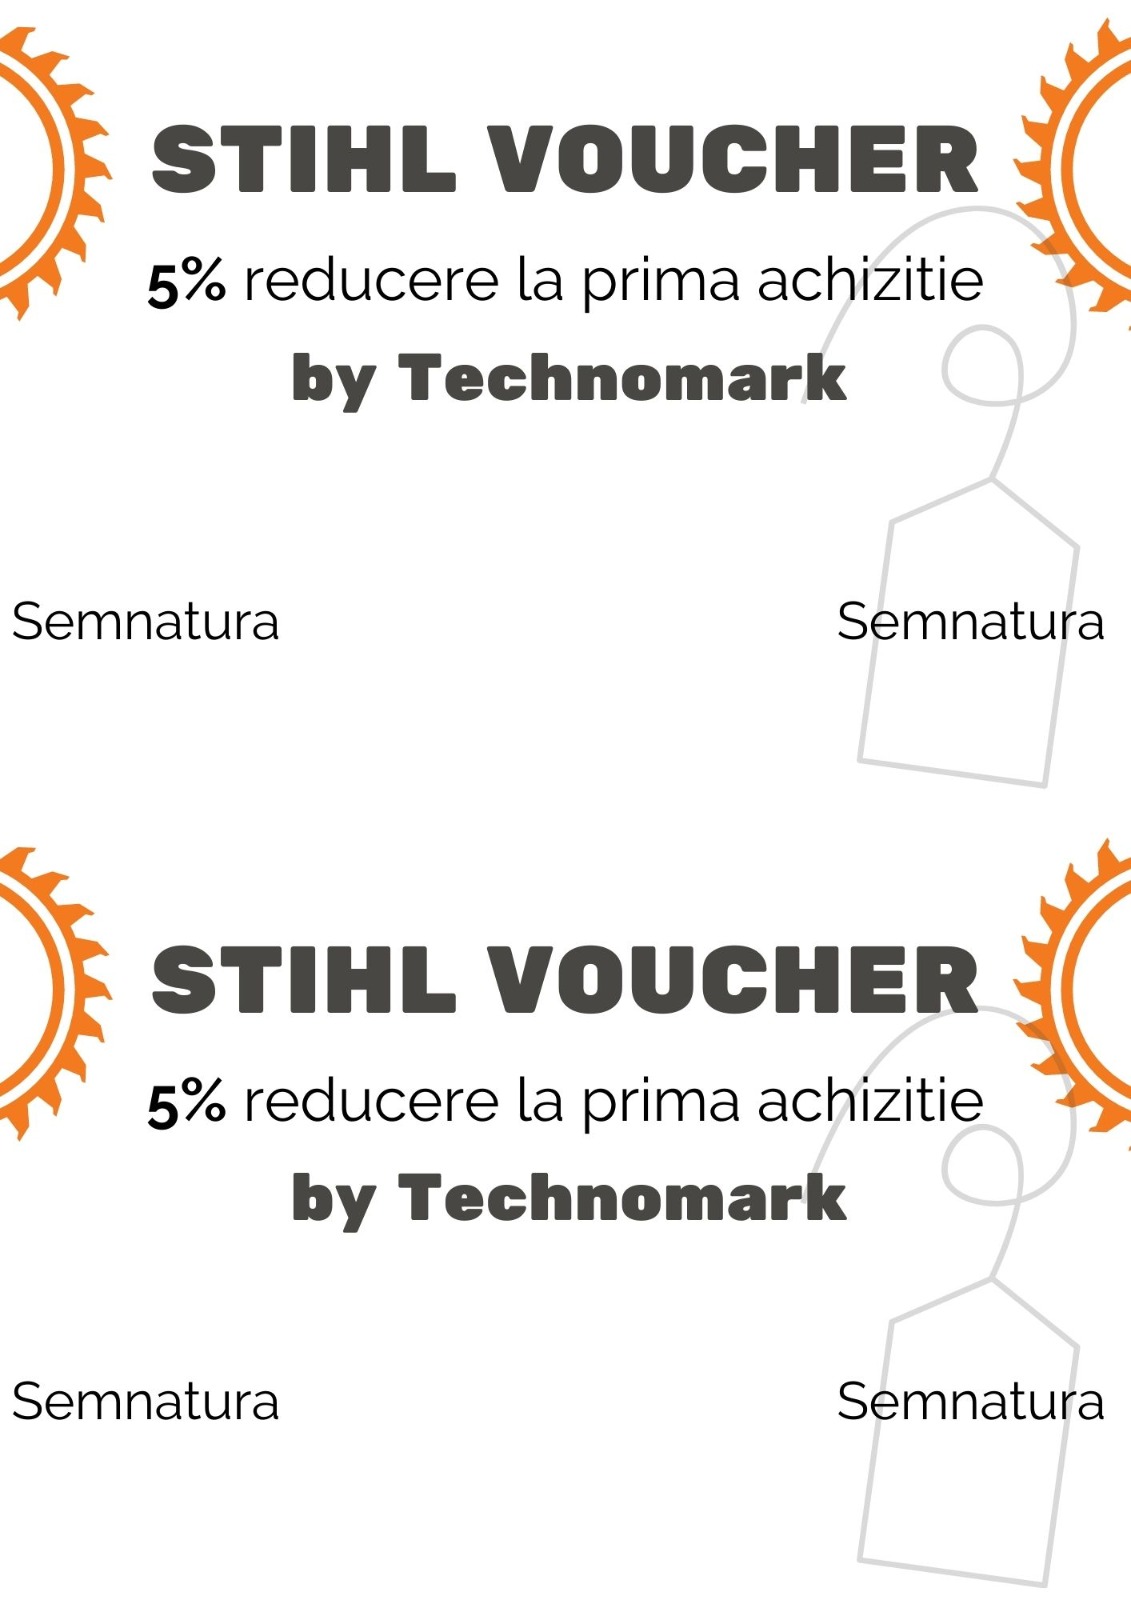 STIHL VOUCHER
5% reducere la prima achizitie
by Technomark
Semnatura Semnatura
STIHL VOUCHER
5% reducere la prima achizitie
by Technomark
Semnatura Semnatura